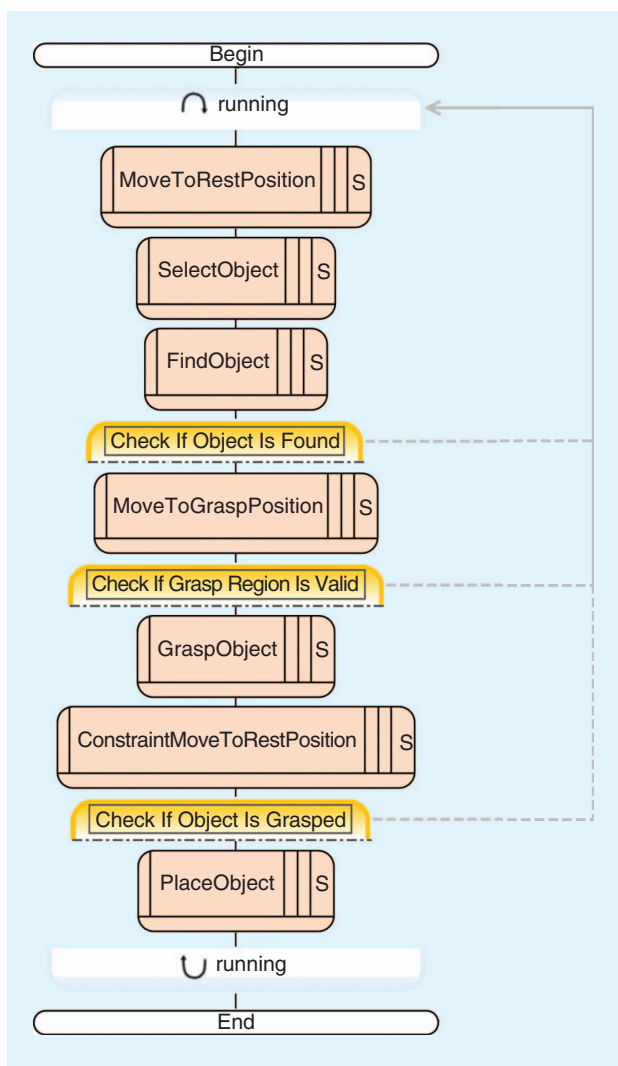 Begin
running
MoveToRestPosition S
SelectObject S
FindObject S
Check If Object Is Found
MoveToGraspPosition S
Check If Grasp Region Is Valid
GraspObject S
ConstraintMoveToRestPosition S
Check If Object Is Grasped
PlaceObject S
running
End